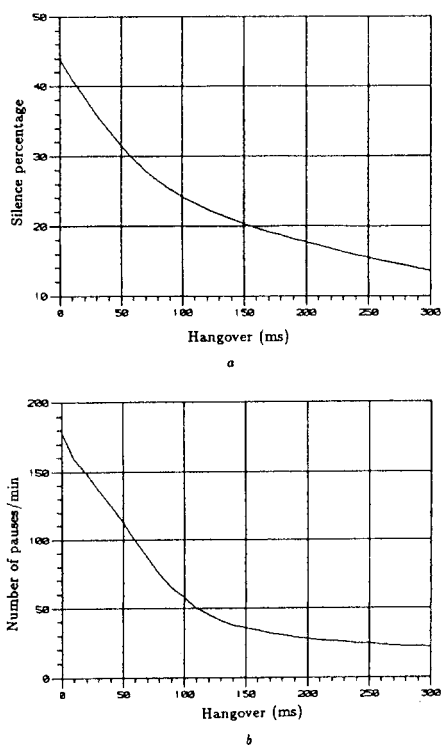 50
40
30
20
10
Silence percentage
0 50 100 150 200 250 300
Hangover (ms)
a
200
150
100
50
0
Number of pauses/min
0 50 100 150 200 250 300
Hangover (ms)
b